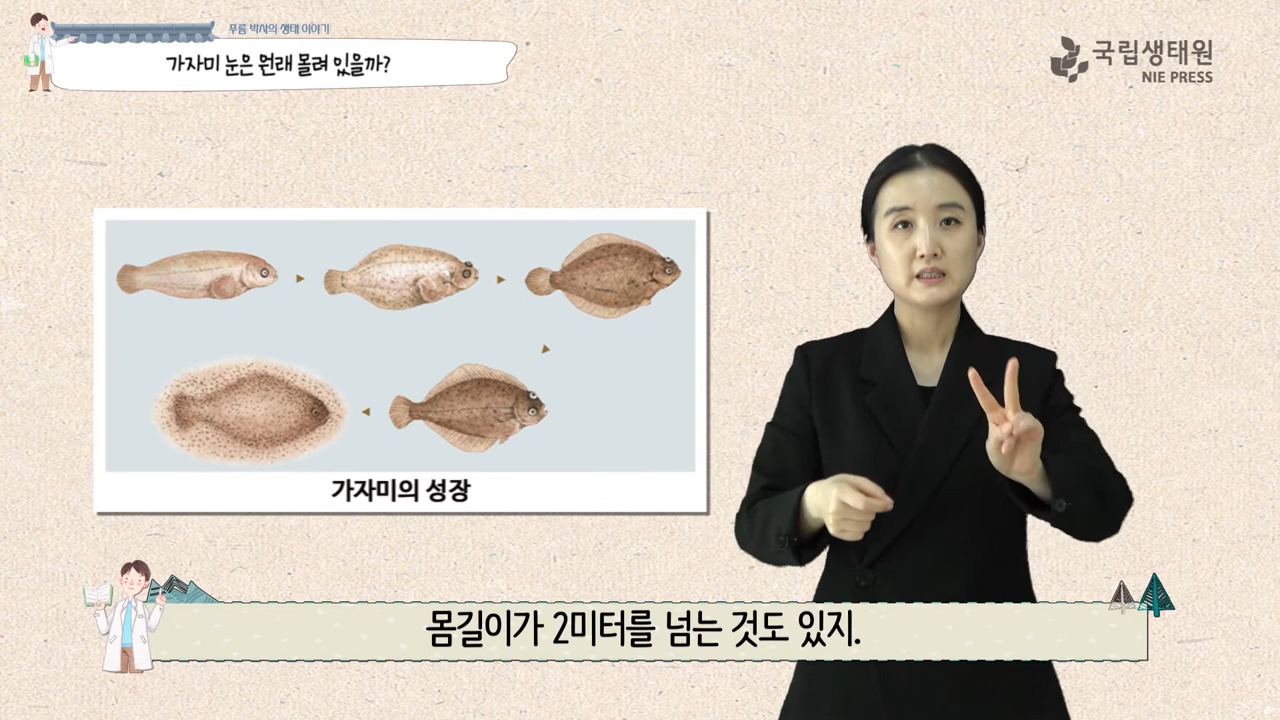 푸름 박사의 생태 이야기
가자미 눈은 원래 몰려 있을까?
국립생태원
NIE PRESS
가자미의 성장
몸길이가 2미터를 넘는 것도 있지.